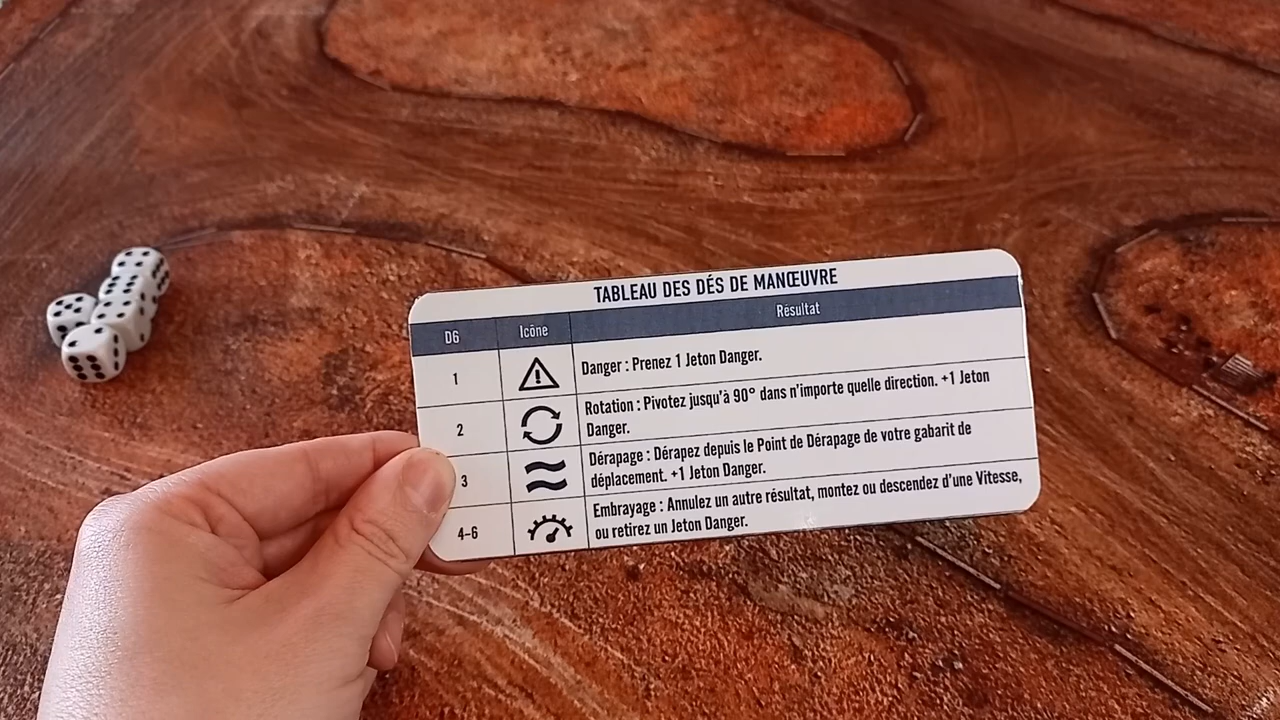 TABLEAU DES DÉS DE MANŒUVRE
D6 Icône Résultat
1 Danger : Prenez 1 Jeton Danger.
2 Rotation : Pivotez jusqu'à 90° dans n'importe quelle direction. +1 Jeton
Danger.
3 Dérapage : Dérapez depuis le Point de Dérapage de votre gabarit de
déplacement. +1 Jeton Danger.
4-6 Embrayage : Annulez un autre résultat, montez ou descendez d'une Vitesse,
ou retirez un Jeton Danger.